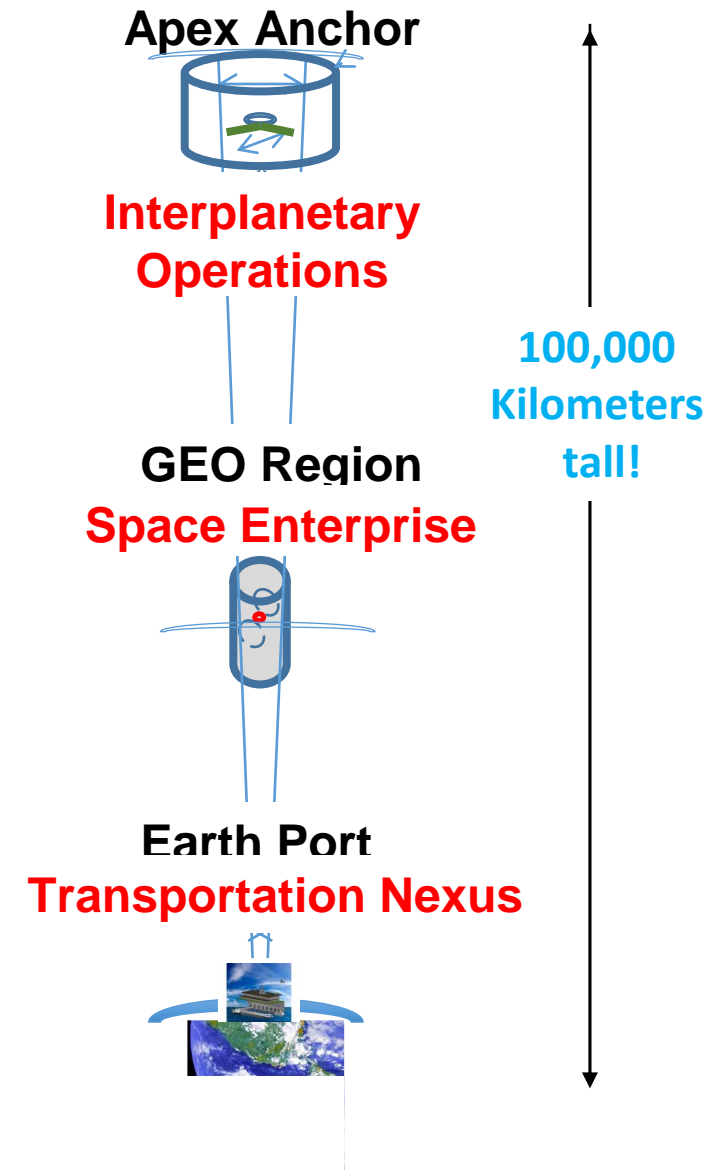 Apex Anchor
Interplanetary
Operations
100,000
Kilometers
tall!
GEO Region
Space Enterprise
Earth Port
Transportation Nexus